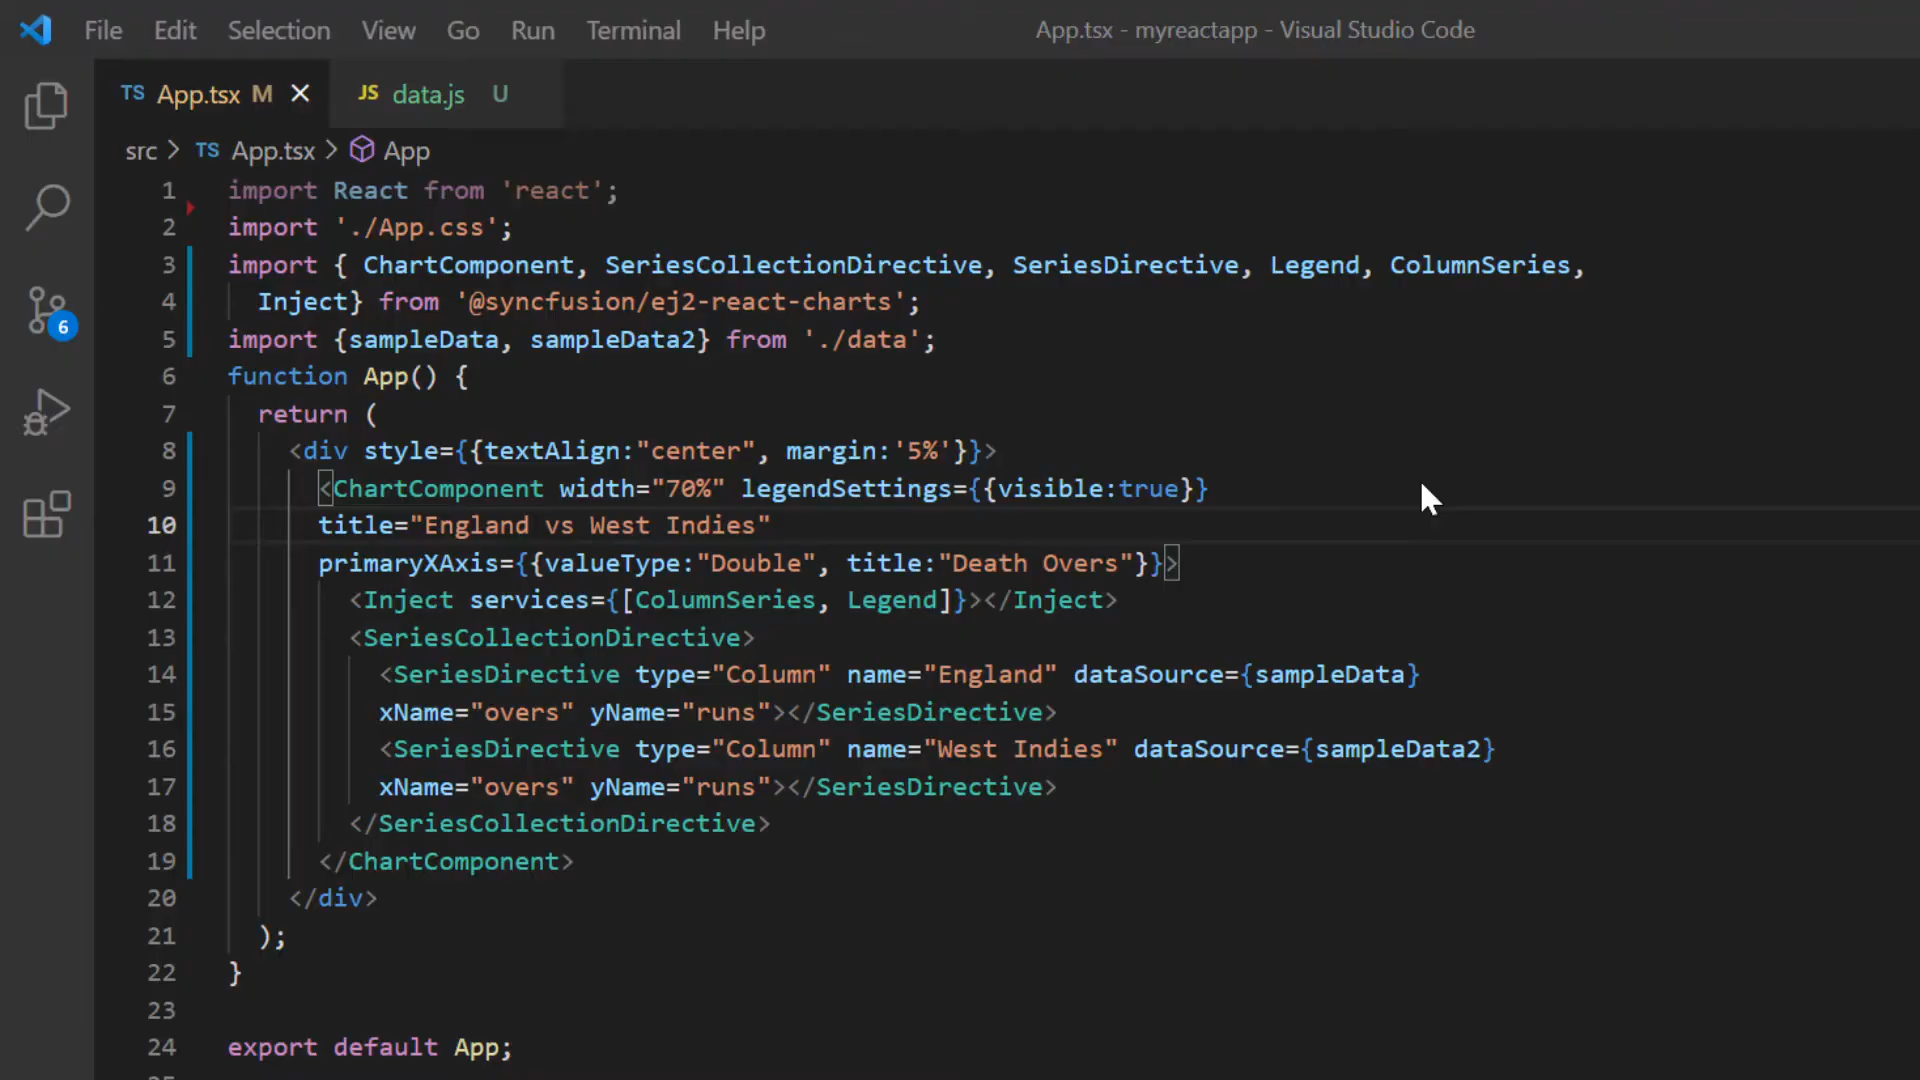 File Edit Selection View Go Run Terminal Help App.tsx - myreactapp - Visual Studio Code
TS App.tsx M JS data.js U
src > TS App.tsx > App
1 import React from 'react';
2 import './App.css';
3 import { ChartComponent, SeriesCollectionDirective, SeriesDirective, Legend, ColumnSeries,
4 Inject} from '@syncfusion/ej2-react-charts';
5 import {sampleData, sampleData2} from './data';
6 function App() {
7 return (
8 <div style={{textAlign:"center", margin:'5%'}}>
9 <ChartComponent width="70%" legendSettings={{visible:true}}
10 title="England vs West Indies"
11 primaryXAxis={{valueType:"Double", title:"Death Overs"}}>
12 <Inject services={[ColumnSeries, Legend]}></Inject>
13 <SeriesCollectionDirective>
14 <SeriesDirective type="Column" name="England" dataSource={sampleData}
15 xName="overs" yName="runs"></SeriesDirective>
16 <SeriesDirective type="Column" name="West Indies" dataSource={sampleData2}
17 xName="overs" yName="runs"></SeriesDirective>
18 </SeriesCollectionDirective>
19 </ChartComponent>
20 </div>
21 );
22 }
23
24 export default App;
6